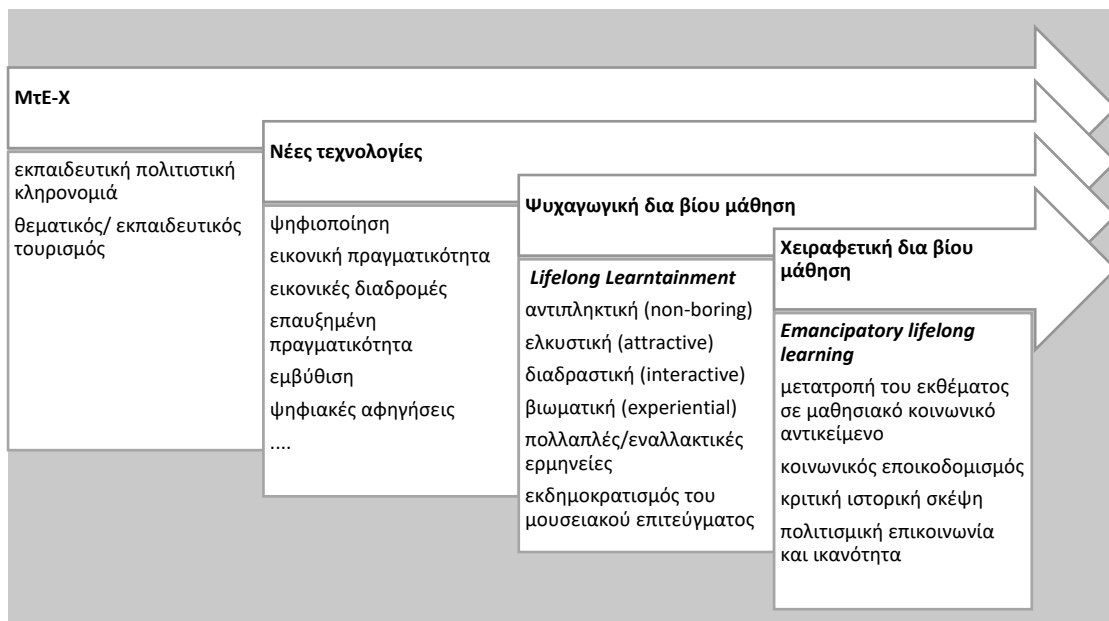 ΜτΕ-Χ
εκπαιδευτική πολιτιστική
κληρονομιά
θεματικός/ εκπαιδευτικός
τουρισμός
Νέες τεχνολογίες
ψηφιοποίηση
εικονική πραγματικότητα
εικονικές διαδρομές
επαυξημένη
πραγματικότητα
εμβύθιση
ψηφιακές αφηγήσεις
....
Ψυχαγωγική δια βίου μάθηση
Lifelong Learntainment
αντιπληκτική (non-boring)
ελκυστική (attractive)
διαδραστική (interactive)
βιωματική (experiential)
πολλαπλές/εναλλακτικές
ερμηνείες
εκδημοκρατισμός του
μουσειακού επιτεύγματος
Χειραφετική δια βίου
μάθηση
Emancipatory lifelong
learning
μετατροπή του εκθέματος
σε μαθησιακό κοινωνικό
αντικείμενο
κοινωνικός εποικοδομισμός
κριτική ιστορική σκέψη
πολιτισμική επικοινωνία
και ικανότητα